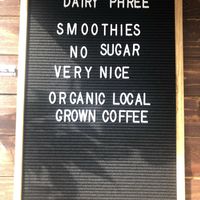 DAIRY PHREE
SMOOTHIES
NO SUGAR
VERY NICE
ORGANIC LOCAL
GROWN COFFEE